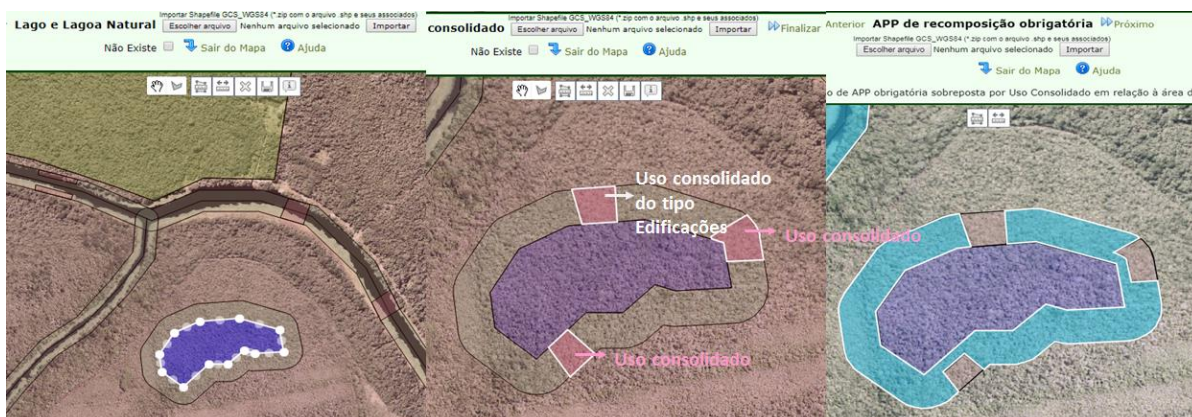 Lago e Lagoa Natural
Importar Shapefile GCS_WGS84 (*.zip com o arquivo .shp e seus associados)
Escolher arquivo Nenhum arquivo selecionado Importar
Não Existe Sair do Mapa Ajuda
consolidado
Importar Shapefile GCS_WGS84 (*.zip com o arquivo .shp e seus associados)
Escolher arquivo Nenhum arquivo selecionado Importar
Finalizar
Não Existe Sair do Mapa Ajuda
Uso consolidado
do tipo
Edificações
Uso consolidado
Uso consolidado
Anterior APP de recomposição obrigatória Próximo
Importar Shapefile GCS_WGS84 (*.zip com o arquivo .shp e seus associados)
Escolher arquivo Nenhum arquivo selecionado Importar
Sair do Mapa Ajuda
o de APP obrigatória sobreposta por Uso Consolidado em relação à área d